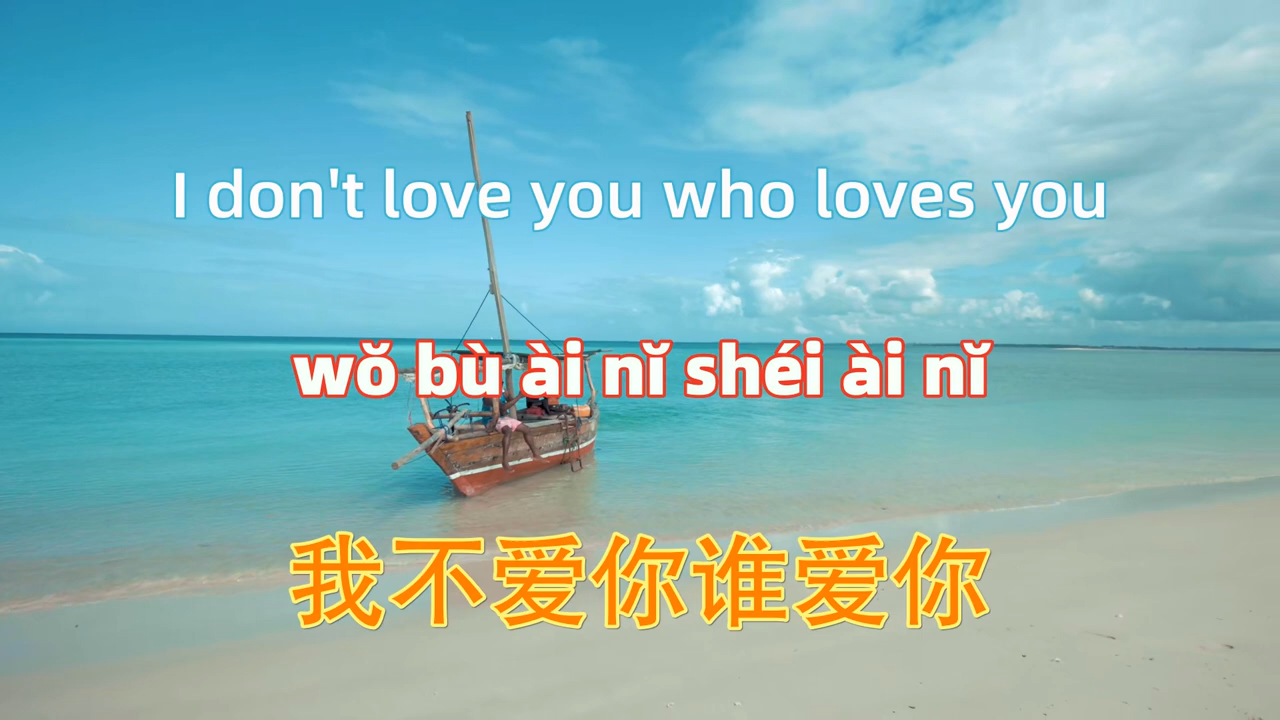 I don't love you who loves you
wǒ bù ài nǐ shéi ài nǐ
我不爱你谁爱你